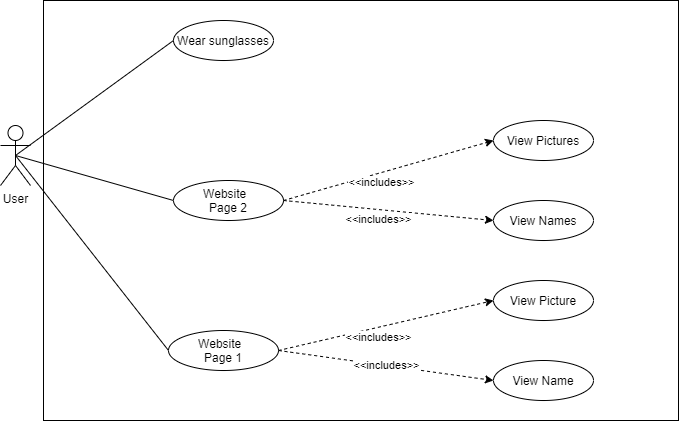 Wear sunglasses
View Pictures
<<includes>>
User
Website
Page 2
<<includes>>
View Names
View Picture
<<includes>>
Website
Page 1
<<includes>>
View Name